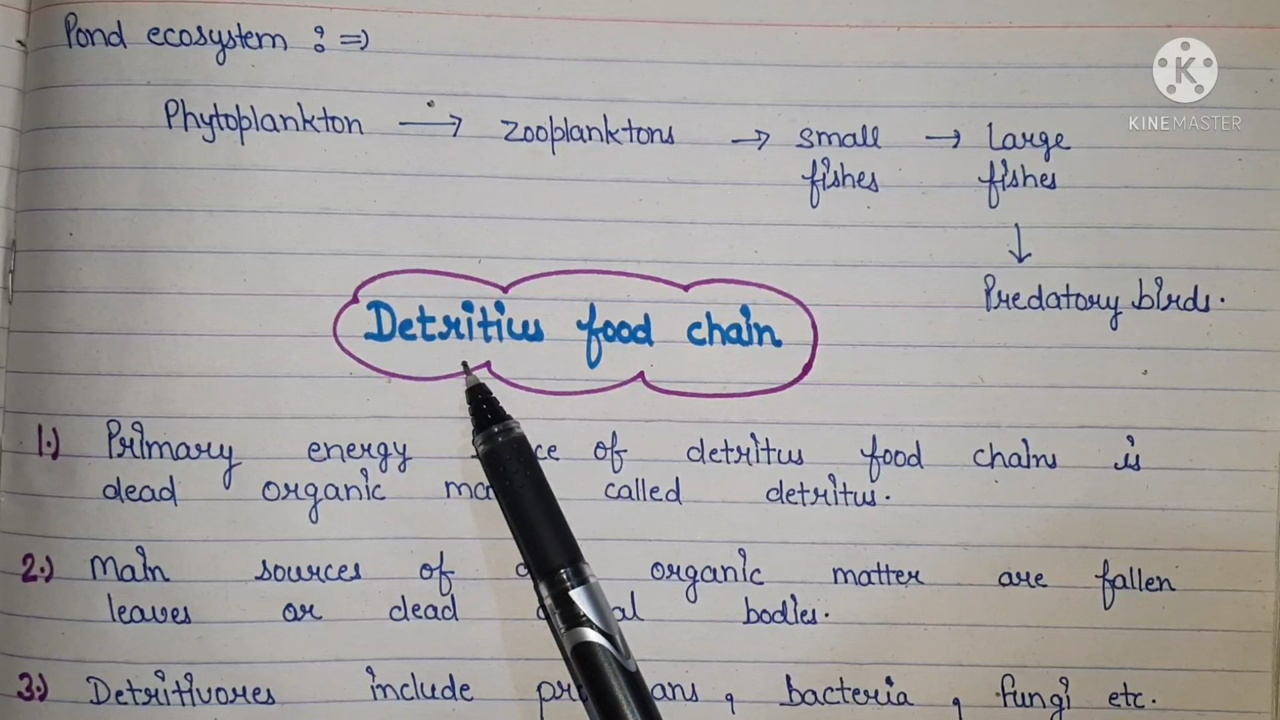 Pond ecosystem :⇒
Phytoplankton → zooplanktons → small fishes → Large fishes
↓
Predatory birds.
KINEMASTER
Detritius food chain
1.) Primary energy of detritus food chain is
dead organic called detritus.
2.) Main sources of organic matter are fallen
leaves or dead bodies.
3.) Detritivores include , bacteria , fungi etc.